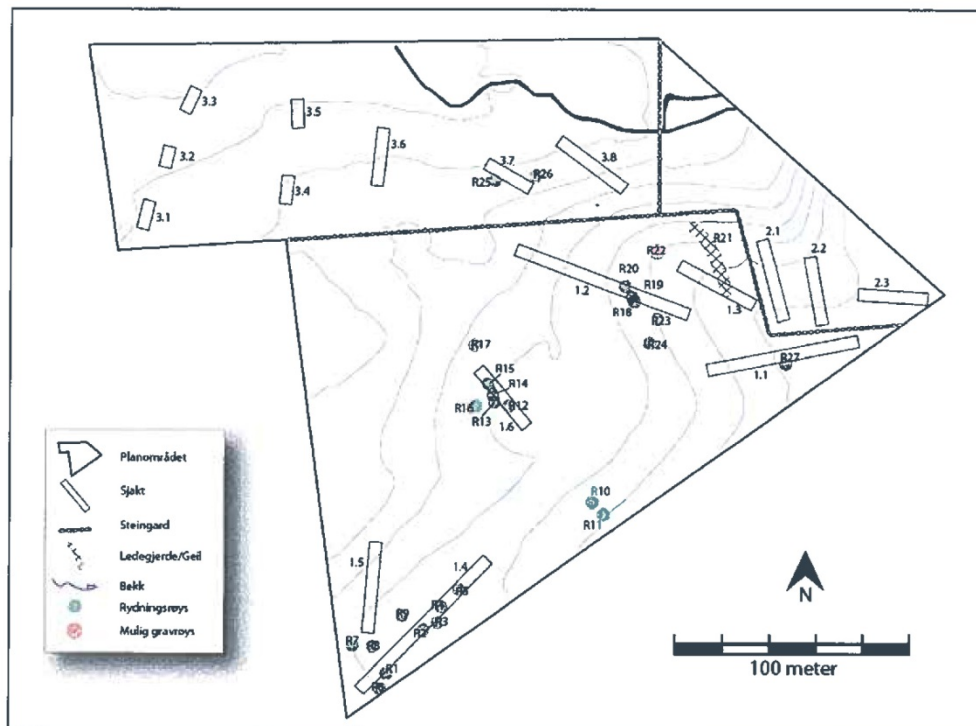 3.3
3.5
3.2
3.6
3.7
3.8
3.4
R25
R26
3.1
R21
2.1
R22
2.2
R20
1.2
R19
2.3
R18
1.3
R23
R24
R17
1.1
R27
R15
R14
R16
R12
R13
1.6
Planområdet
Sjakt
Steingard
Ledegjerde/Geil
Bekk
Rydningsrøys
Mulig gravrøys
R10
R11
1.5
1.4
R9
R3
R2
R7
R8
R1
N
100 meter